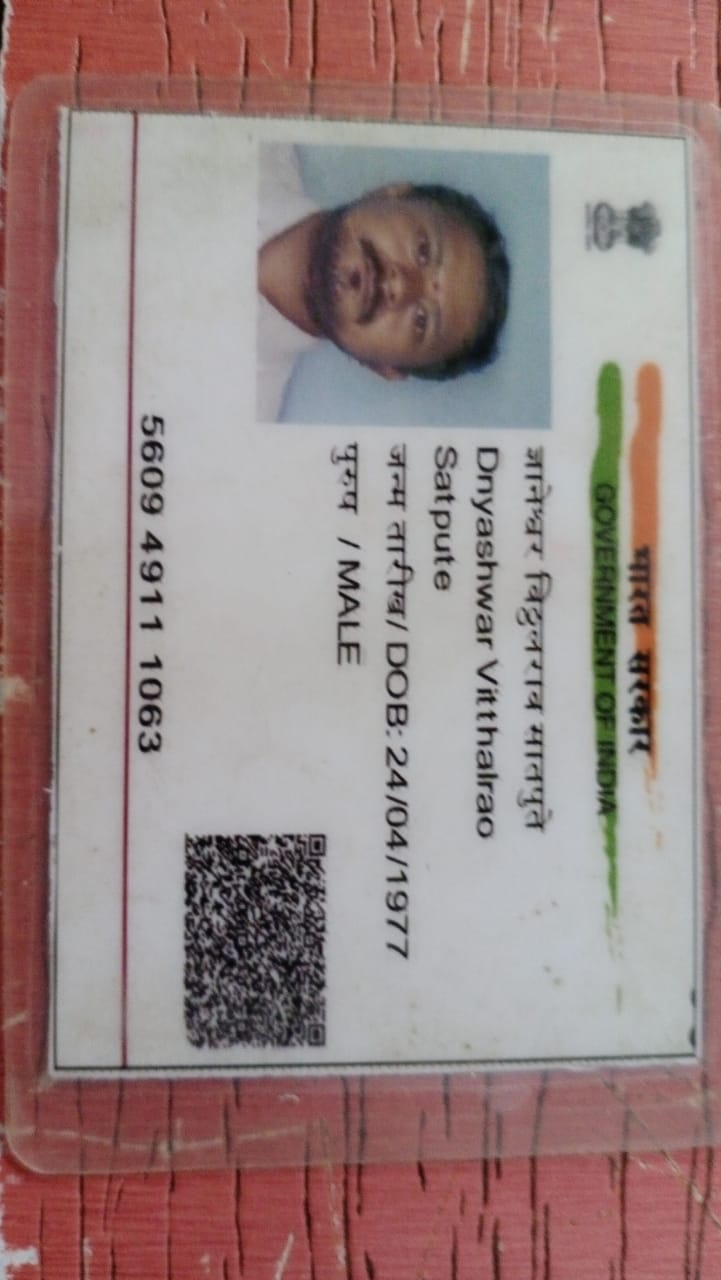 भारत सरकार
GOVERNMENT OF INDIA
ज्ञानेश्वर विठ्ठलराव सातपुते
Dnyashwar Vitthalrao
Satpute
जन्म तारीख/ DOB: 24/04/1977
पुरुष / MALE
5609 4911 1063